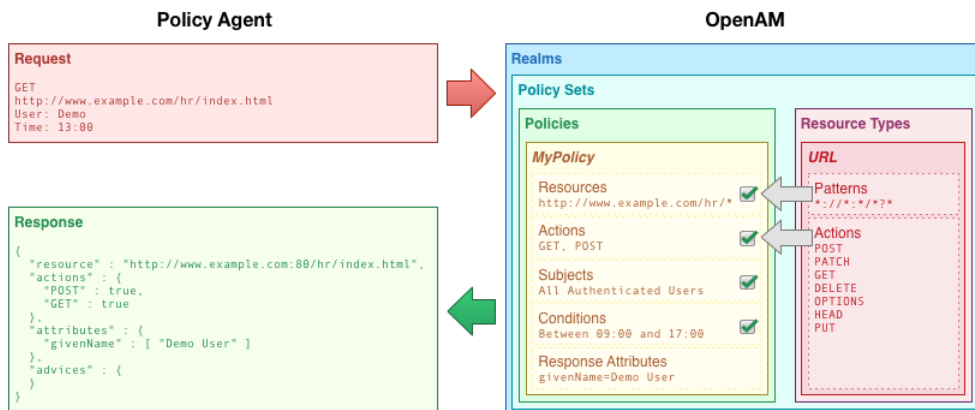 Policy Agent
Request
GET
http://www.example.com/hr/index.html
User: Demo
Time: 13:00
Response
{
  "resource" : "http://www.example.com:80/hr/index.html",
  "actions" : {
    "POST" : true,
    "GET" : true
  },
  "attributes" : {
    "givenName" : [ "Demo User" ]
  },
  "advices" : {
  }
}
OpenAM
Realms
Policy Sets
Policies
MyPolicy
Resources
http://www.example.com/hr/*
Actions
GET, POST
Subjects
All Authenticated Users
Conditions
Between 09:00 and 17:00
Response Attributes
givenName=Demo User
Resource Types
URL
Patterns
*://*:*/*?*
Actions
POST
PATCH
GET
DELETE
OPTIONS
HEAD
PUT